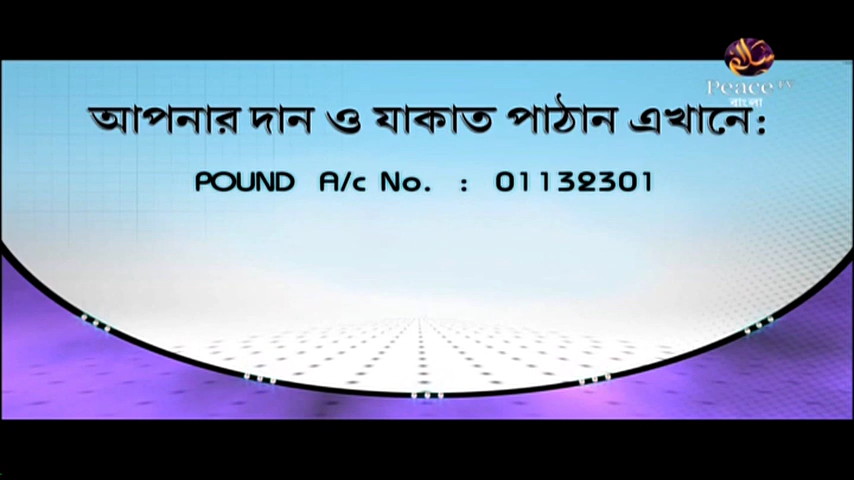 Peace TV
বাংলা
আপনার দান ও যাকাত পাঠান এখানে:
POUND A/c No. : 01132301